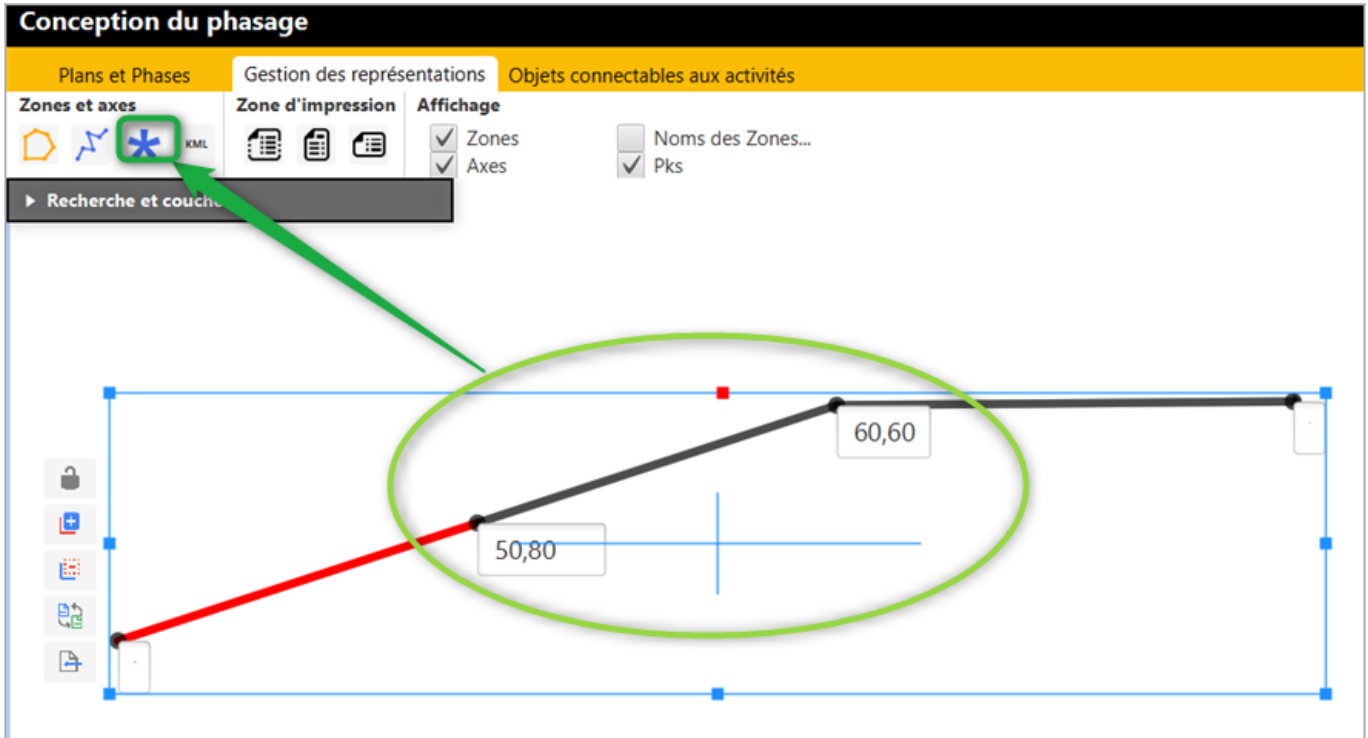 Conception du phasage
Plans et Phases Gestion des représentations Objets connectables aux activités
Zones et axes Zone d'impression Affichage
KML Zones Noms des Zones...
Axes Pks
Recherche et couche
60,60
50,80